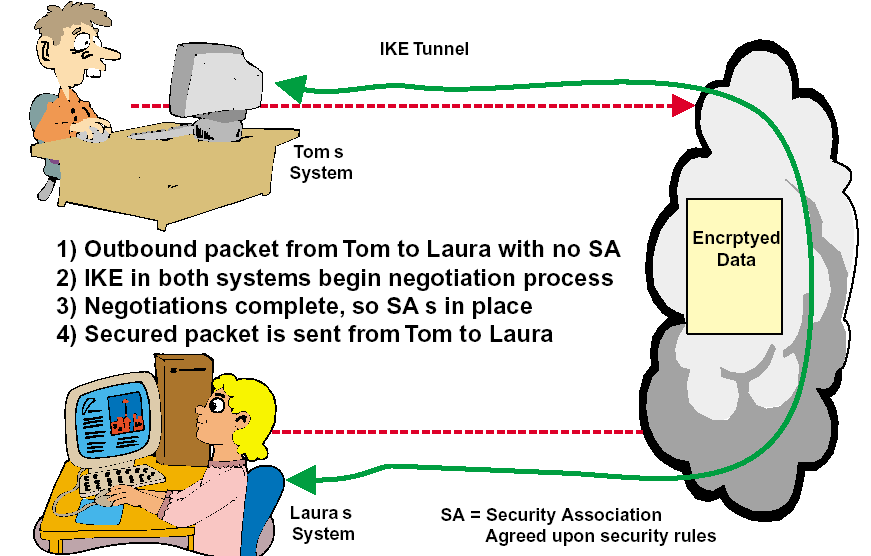 IKE Tunnel
Tom s
System
1) Outbound packet from Tom to Laura with no SA
2) IKE in both systems begin negotiation process
3) Negotiations complete, so SA s in place
4) Secured packet is sent from Tom to Laura
Encrptyed
Data
Laura s
System
SA = Security Association
Agreed upon security rules